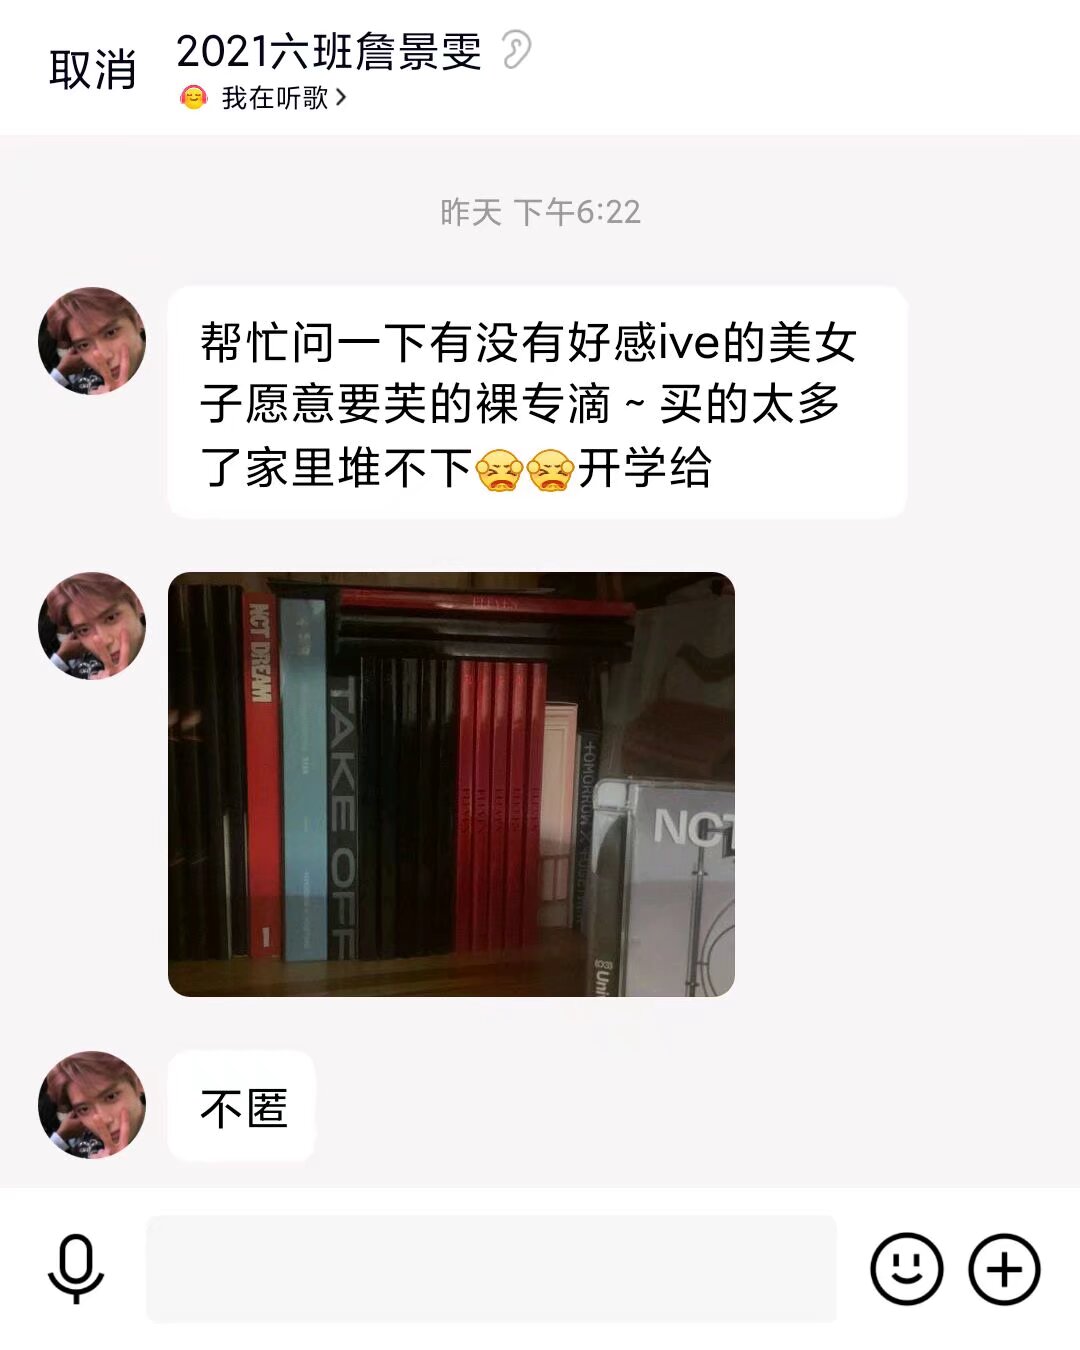 取消
2021六班詹景雯
我在听歌
昨天 下午6:22
帮忙问一下有没有好感ive的美女
子愿意要芙的裸专滴 ~ 买的太多
了家里堆不下开学给
ELEVEN
NCT DREAM
TAKE OFF
1
TOMORROW X TOGETHER
NCT
不匿